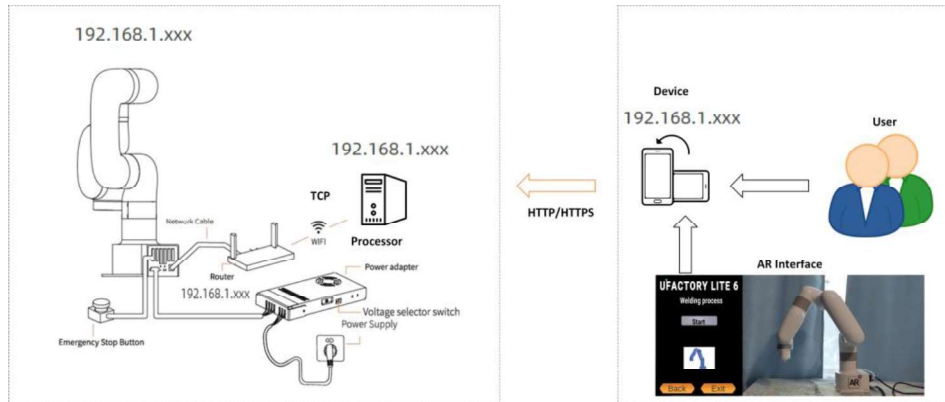 192.168.1.xxx
192.168.1.xxx
TCP
Network Cable
WIFI
Processor
Router
192.168.1.xxx
Power adapter
Voltage selector switch
Power Supply
Emergency Stop Button
HTTP/HTTPS
Device
192.168.1.xxx
User
AR Interface
UFACTORY LITE 6
Welding process
Start
Back
Exit
AR